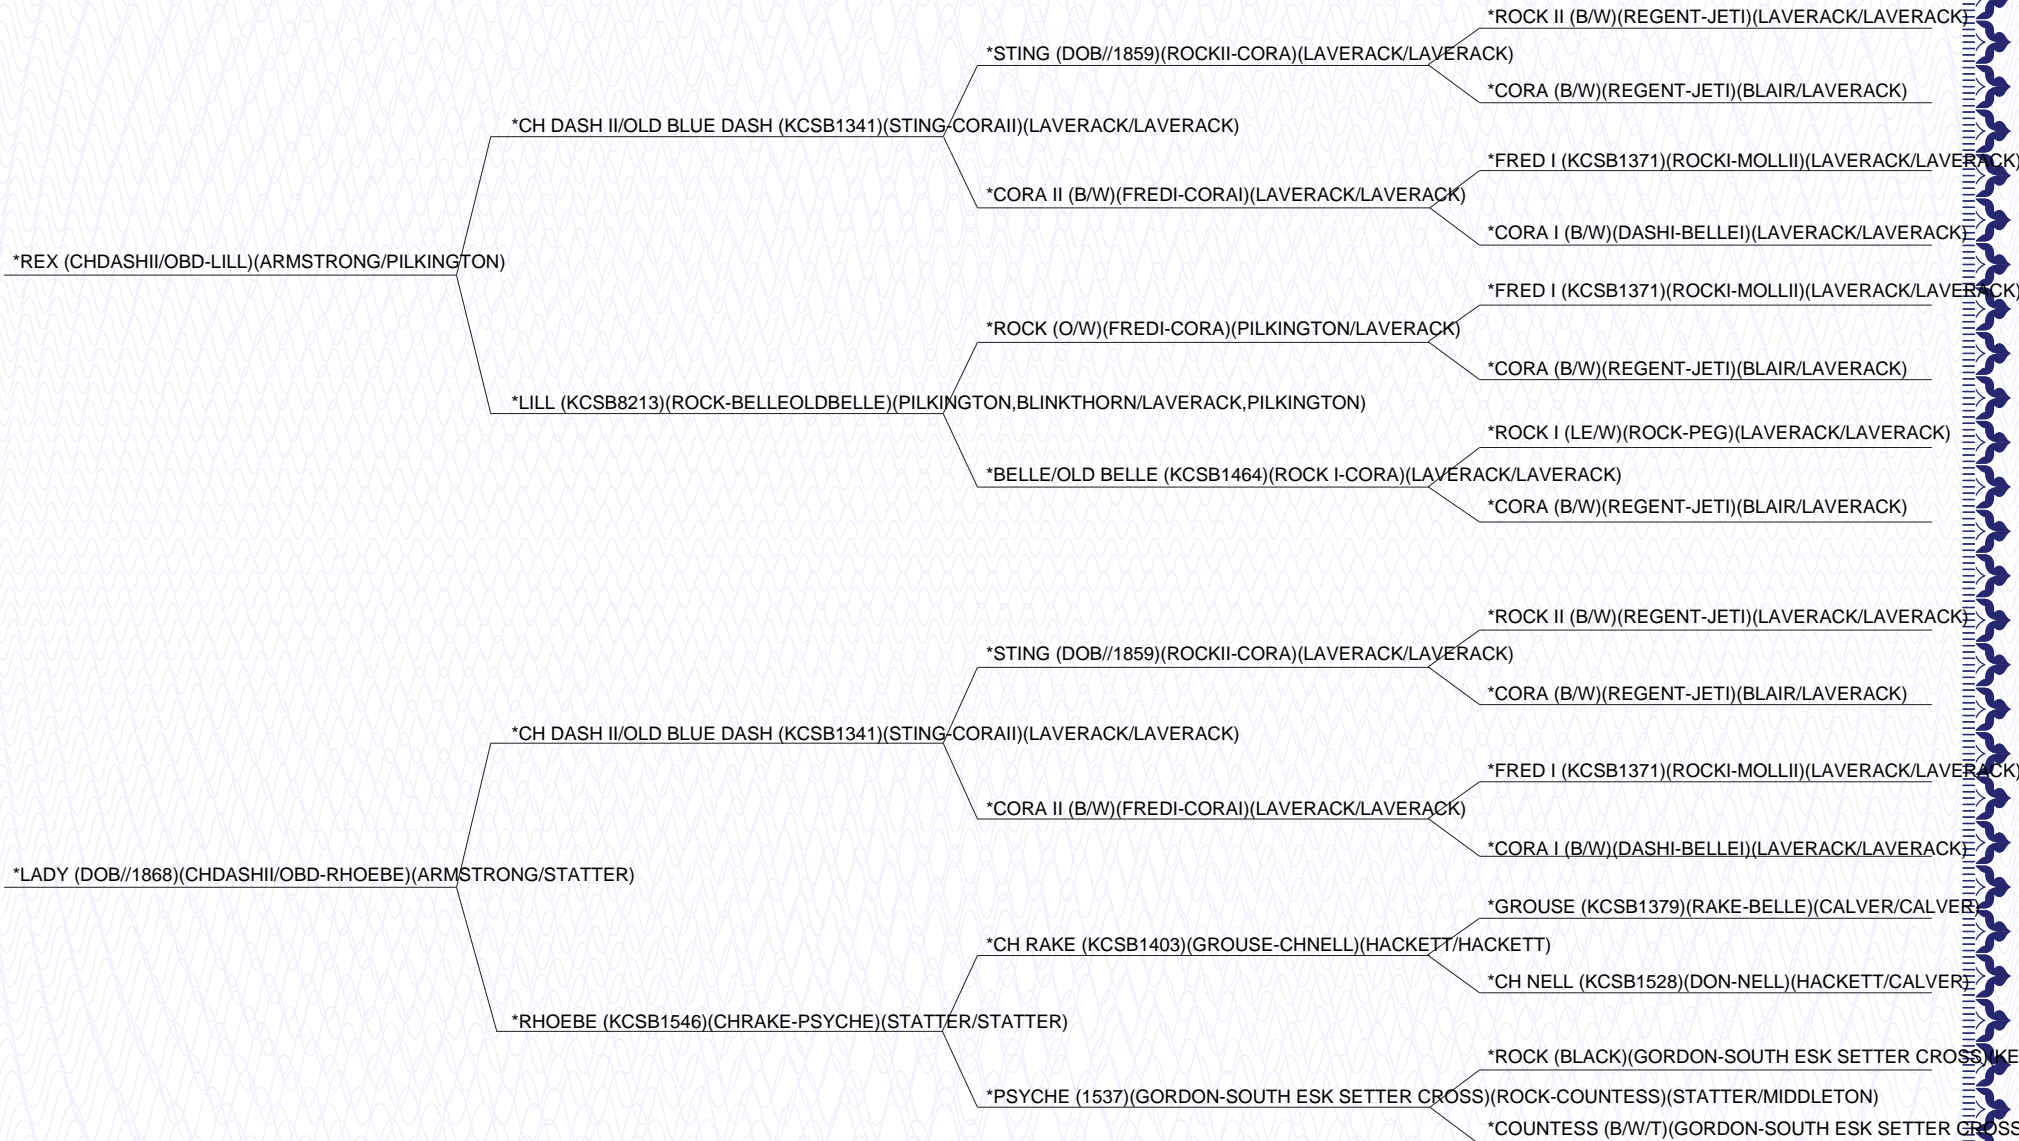 *ROCK II (B/W)(REGENT-JETI)(LAVERACK/LAVERACK)
*STING (DOB//1859)(ROCKII-CORA)(LAVERACK/LAVERACK)
*CORA (B/W)(REGENT-JETI)(BLAIR/LAVERACK)
*CH DASH II/OLD BLUE DASH (KCSB1341)(STING-CORAII)(LAVERACK/LAVERACK)
*FRED I (KCSB1371)(ROCKI-MOLLII)(LAVERACK/LAVERACK)
*CORA II (B/W)(FREDI-CORAI)(LAVERACK/LAVERACK)
*CORA I (B/W)(DASHI-BELLEI)(LAVERACK/LAVERACK)
*REX (CHDASHII/OBD-LILL)(ARMSTRONG/PILKINGTON)
*FRED I (KCSB1371)(ROCKI-MOLLII)(LAVERACK/LAVERACK)
*ROCK (O/W)(FREDI-CORA)(PILKINGTON/LAVERACK)
*CORA (B/W)(REGENT-JETI)(BLAIR/LAVERACK)
*LILL (KCSB8213)(ROCK-BELLEOLDBELLE)(PILKINGTON,BLINKTHORN/LAVERACK,PILKINGTON)
*ROCK I (LE/W)(ROCK-PEG)(LAVERACK/LAVERACK)
*BELLE/OLD BELLE (KCSB1464)(ROCK I-CORA)(LAVERACK/LAVERACK)
*CORA (B/W)(REGENT-JETI)(BLAIR/LAVERACK)
*ROCK II (B/W)(REGENT-JETI)(LAVERACK/LAVERACK)
*STING (DOB//1859)(ROCKII-CORA)(LAVERACK/LAVERACK)
*CORA (B/W)(REGENT-JETI)(BLAIR/LAVERACK)
*CH DASH II/OLD BLUE DASH (KCSB1341)(STING-CORAII)(LAVERACK/LAVERACK)
*FRED I (KCSB1371)(ROCKI-MOLLII)(LAVERACK/LAVERACK)
*CORA II (B/W)(FREDI-CORAI)(LAVERACK/LAVERACK)
*CORA I (B/W)(DASHI-BELLEI)(LAVERACK/LAVERACK)
*LADY (DOB//1868)(CHDASHII/OBD-RHOEBE)(ARMSTRONG/STATTER)
*GROUSE (KCSB1379)(RAKE-BELLE)(CALVER/CALVER)
*CH RAKE (KCSB1403)(GROUSE-CHNELL)(HACKETT/HACKETT)
*CH NELL (KCSB1528)(DON-NELL)(HACKETT/CALVER)
*RHOEBE (KCSB1546)(CHRAKE-PSYCHE)(STATTER/STATTER)
*ROCK (BLACK)(GORDON-SOUTH ESK SETTER CROSS)(KE
*PSYCHE (1537)(GORDON-SOUTH ESK SETTER CROSS)(ROCK-COUNTESS)(STATTER/MIDDLETON)
*COUNTESS (B/W/T)(GORDON-SOUTH ESK SETTER CROSS